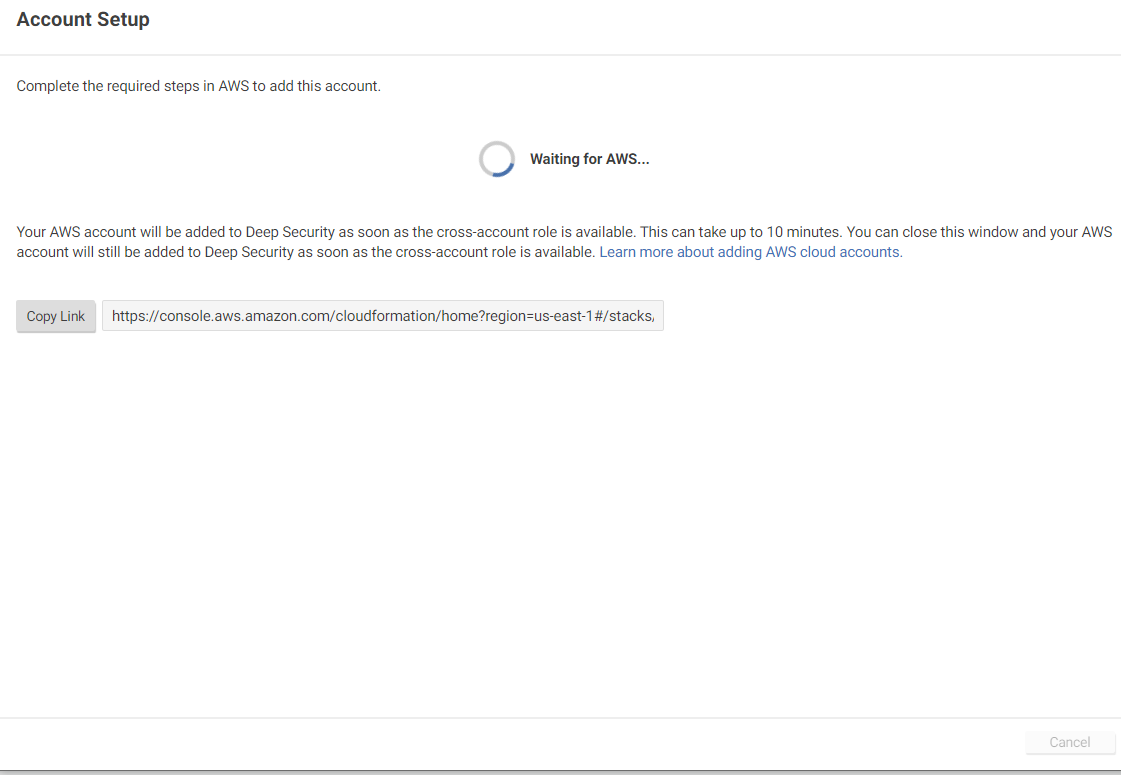 Account Setup
Complete the required steps in AWS to add this account.
Waiting for AWS...
Your AWS account will be added to Deep Security as soon as the cross-account role is available. This can take up to 10 minutes. You can close this window and your AWS
account will still be added to Deep Security as soon as the cross-account role is available. Learn more about adding AWS cloud accounts.
Copy Link https://console.aws.amazon.com/cloudformation/home?region=us-east-1#/stacks/
Cancel